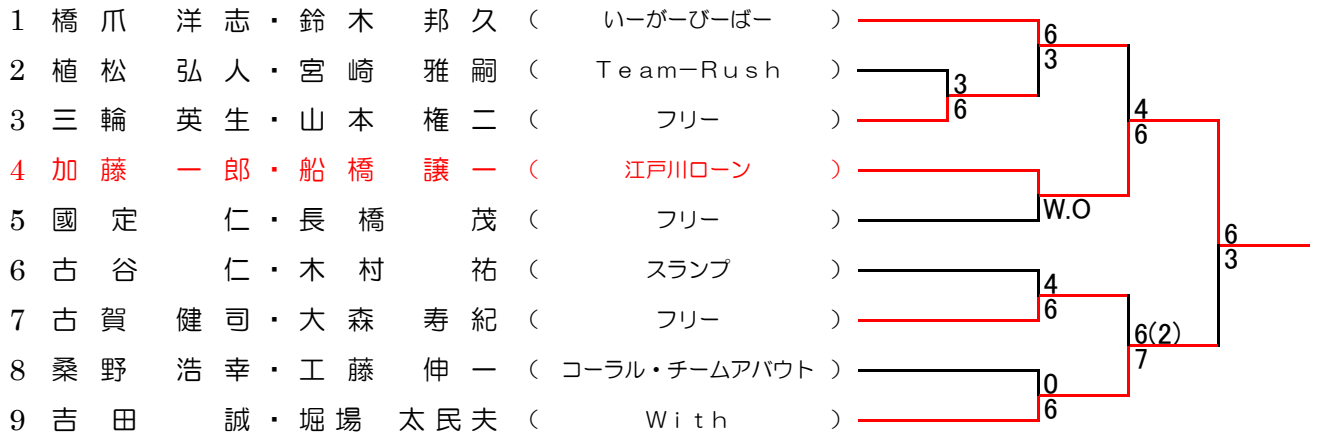 1 橋爪 洋志・鈴木 邦久 ( いーがーびーばー )
2 植松 弘人・宮崎 雅嗣 ( Team-Rush )
3 三輪 英生・山本 権二 ( フリー )
4 加藤 一郎・船橋 譲一 ( 江戸川ローン )
5 國定 仁・長橋 茂 ( フリー )
6 古谷 仁・木村 祐 ( スランプ )
7 古賀 健司・大森 寿紀 ( フリー )
8 桑野 浩幸・工藤 伸一 ( コーラル・チームアバウト )
9 吉田 誠・堀場 太民夫 ( With )
6
3
3
6
4
6
W.O
6
3
4
6
6(2)
7
0
6